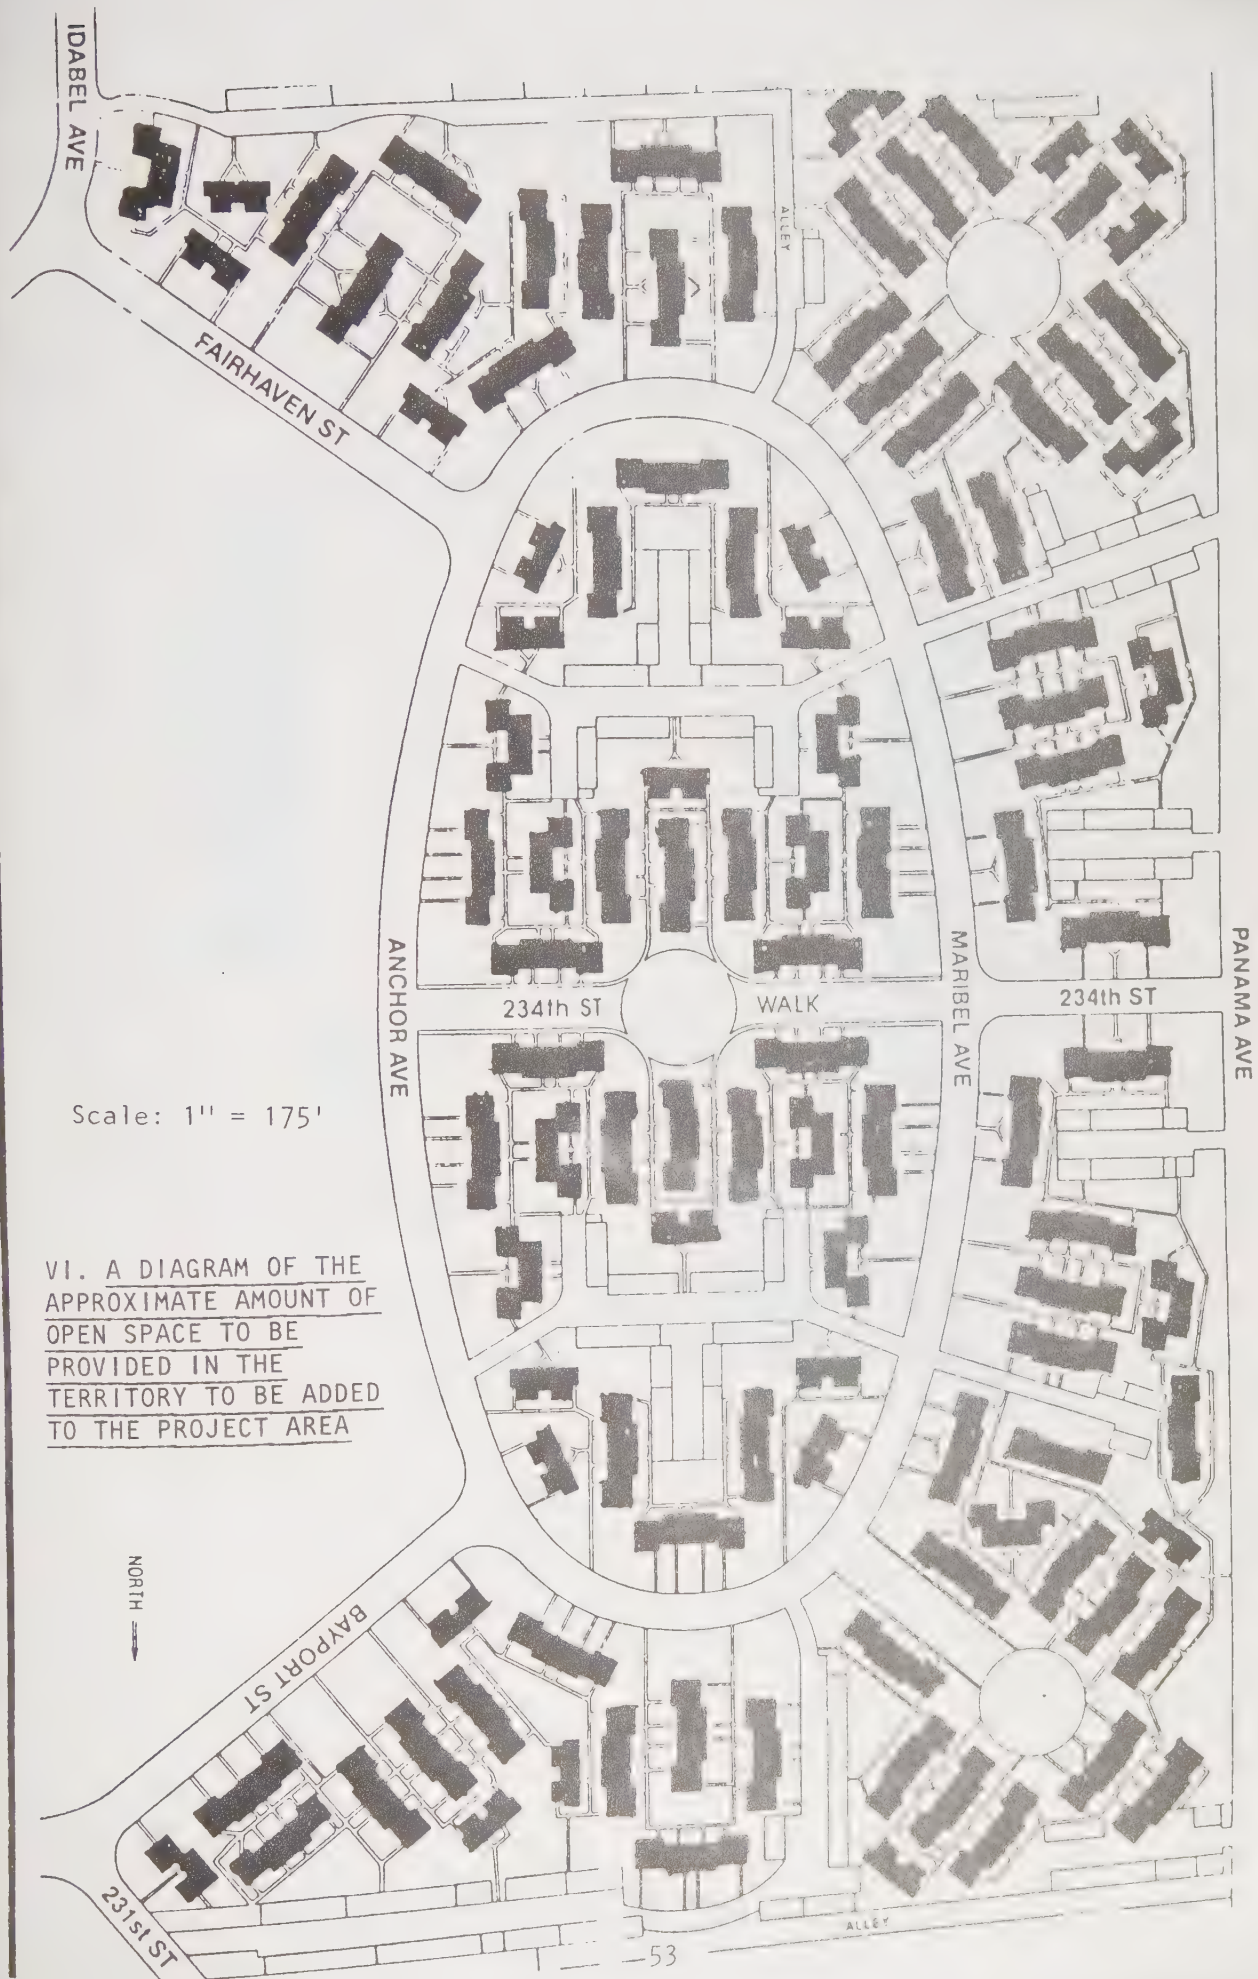 IDABEL AVE
ALLEY
FAIRHAVEN ST
ANCHOR AVE
234th ST
WALK
MARIBEL AVE
234th ST
PANAMA AVE
Scale: 1" = 175'
VI. A DIAGRAM OF THE
APPROXIMATE AMOUNT OF
OPEN SPACE TO BE
PROVIDED IN THE
TERRITORY TO BE ADDED
TO THE PROJECT AREA
NORTH
BAYPORT ST
231st ST
ALLEY
53